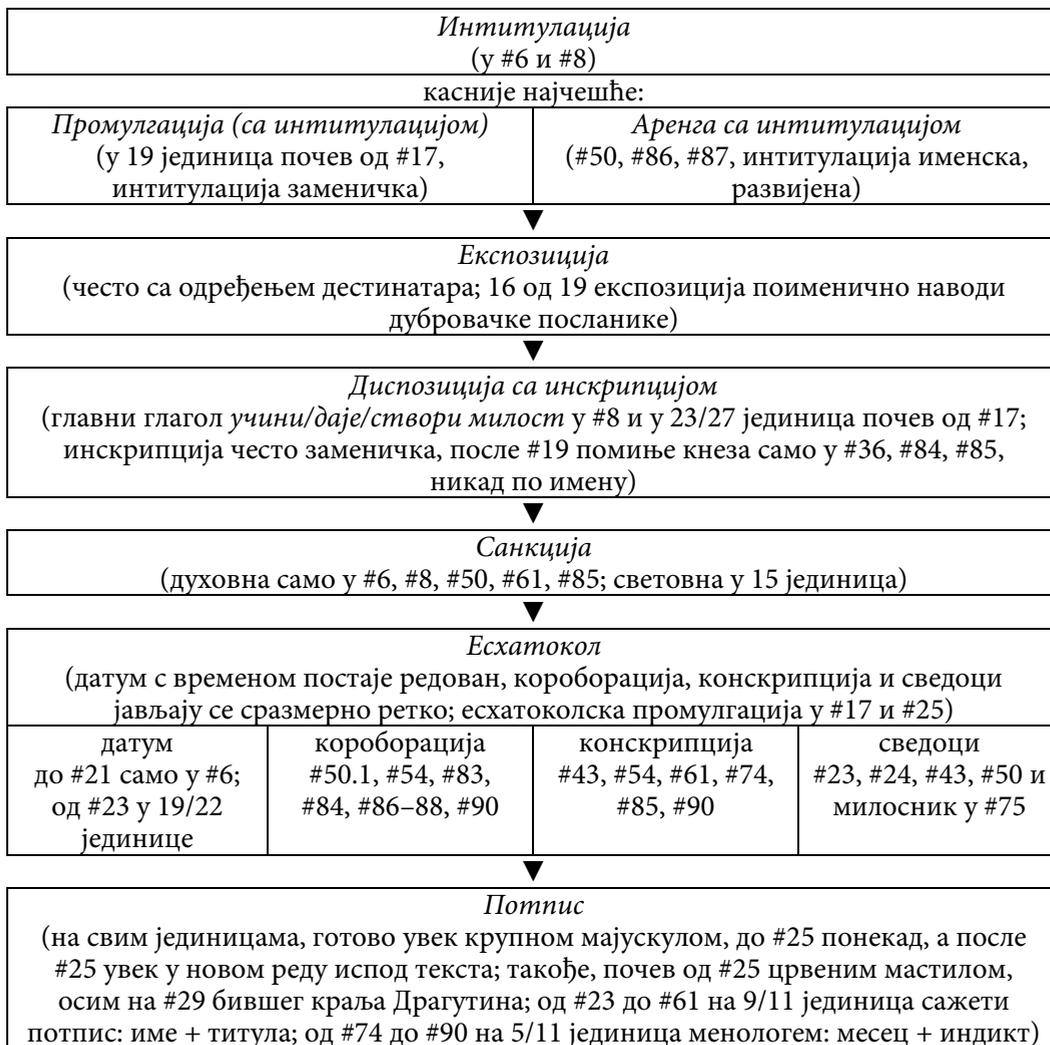 Интитулација
(у #6 и #8)
касније најчешће:
Промулгација (са интитулацијом)
(у 19 јединица почев од #17,
интитулација заменичка)
Аренга са интитулацијом
(#50, #86, #87, интитулација именска,
развијена)
Експозиција
(често са одређењем дестинатара; 16 од 19 експозиција поименично наводи
дубровачке посланике)
Диспозиција са инскрипцијом
(главни глагол учини/даје/створи милост у #8 и у 23/27 јединица почев од #17;
инскрипција често заменичка, после #19 помиње кнеза само у #36, #84, #85,
никад по имену)
Санкција
(духовна само у #6, #8, #50, #61, #85; световна у 15 јединица)
Есхатокол
(датум с временом постаје редован, короборација, конскрипција и сведоци
јављају се сразмерно ретко; есхатоколска промулгација у #17 и #25)
датум
до #21 само у #6;
од #23 у 19/22
јединице
короборација
#50.1, #54, #83,
#84, #86–88, #90
конскрипција
#43, #54, #61, #74,
#85, #90
сведоци
#23, #24, #43, #50 и
милосник у #75
Потпис
(на свим јединицама, готово увек крупном мајускулом, до #25 понекад, а после
#25 увек у новом реду испод текста; такође, почев од #25 црвеним мастилом,
осим на #29 бившег краља Драгутина; од #23 до #61 на 9/11 јединица сажети
потпис: име + титула; од #74 до #90 на 5/11 јединица менологем: месец + индикт)